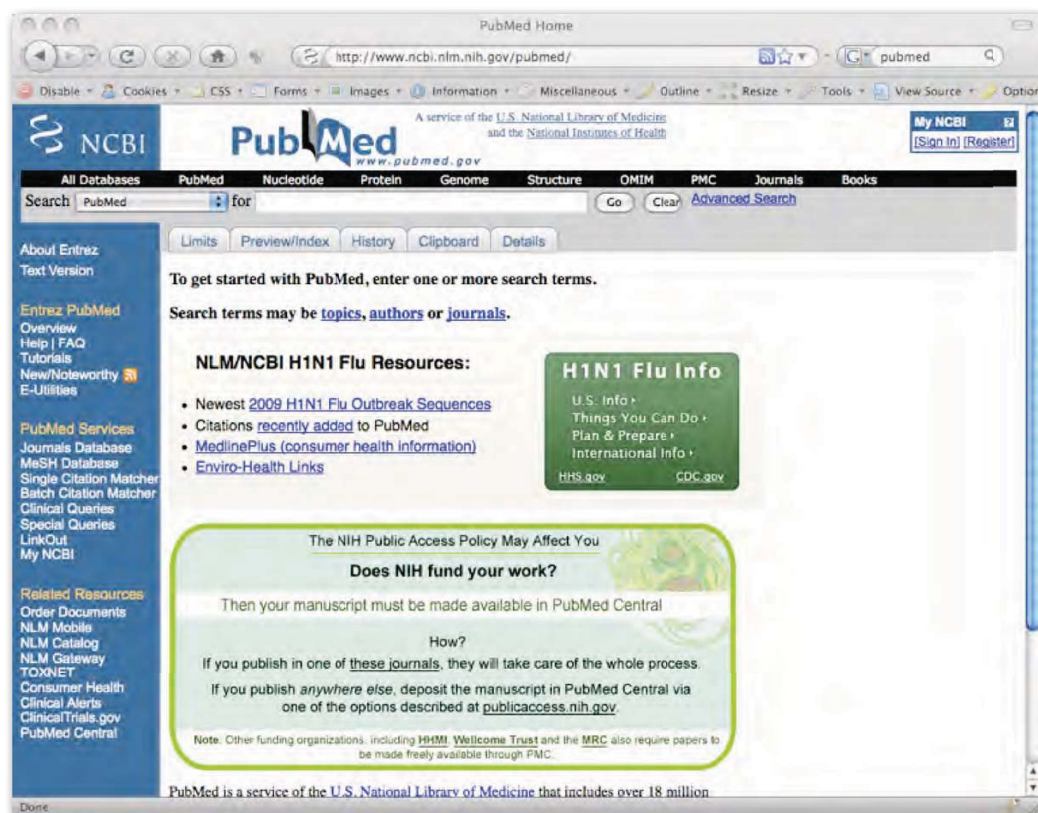 PubMed Home
http://www.ncbi.nlm.nih.gov/pubmed/
pubmed
Disable Cookies CSS Forms Images Information Miscellaneous Outline Resize Tools View Source Option
NCBI
PubMed
www.pubmed.gov
A service of the U.S. National Library of Medicine
and the National Institutes of Health
My NCBI ?
[Sign In] [Register]
All Databases PubMed Nucleotide Protein Genome Structure OMIM PMC Journals Books
Search PubMed for Go Clear Advanced Search
Limits Preview/Index History Clipboard Details
About Entrez
Text Version
Entrez PubMed
Overview
Help | FAQ
Tutorials
New/Noteworthy
E-Utilities
PubMed Services
Journals Database
MeSH Database
Single Citation Matcher
Batch Citation Matcher
Clinical Queries
Special Queries
LinkOut
My NCBI
Related Resources
Order Documents
NLM Mobile
NLM Catalog
NLM Gateway
TOXNET
Consumer Health
Clinical Alerts
ClinicalTrials.gov
PubMed Central
To get started with PubMed, enter one or more search terms.
Search terms may be topics, authors or journals.
NLM/NCBI H1N1 Flu Resources:
• Newest 2009 H1N1 Flu Outbreak Sequences
• Citations recently added to PubMed
• MedlinePlus (consumer health information)
• Enviro-Health Links
H1N1 Flu Info
U.S. Info
Things You Can Do
Plan & Prepare
International Info
HHS.gov CDC.gov
The NIH Public Access Policy May Affect You
Does NIH fund your work?
Then your manuscript must be made available in PubMed Central
How?
If you publish in one of these journals, they will take care of the whole process.
If you publish anywhere else, deposit the manuscript in PubMed Central via
one of the options described at publicaccess.nih.gov.
Note: Other funding organizations, including HHMI, Wellcome Trust and the MRC also require papers to
be made freely available through PMC.
PubMed is a service of the U.S. National Library of Medicine that includes over 18 million
Done